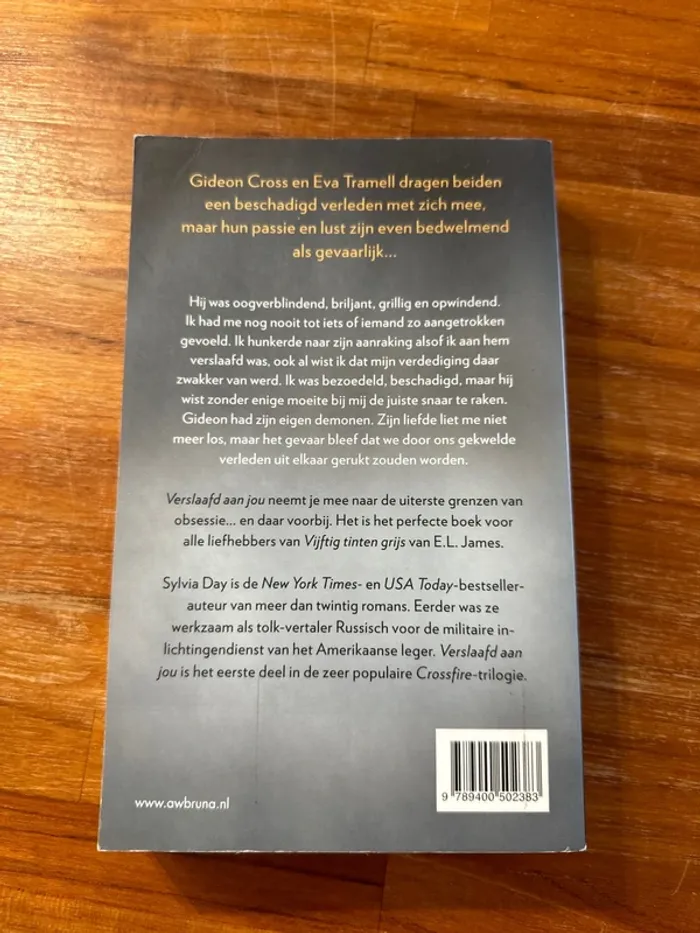 Gideon Cross en Eva Tramell dragen beiden
een beschadigd verleden met zich mee,
maar hun passie en lust zijn even bedwelmend
als gevaarlijk...
Hij was oogverblindend, briljant, grillig en opwindend.
Ik had me nog nooit tot iets of iemand zo aangetrokken
gevoeld. Ik hunkerde naar zijn aanraking alsof ik aan hem
verslaafd was, ook al wist ik dat mijn verdediging daar
zwakker van werd. Ik was bezoedeld, beschadigd, maar hij
wist zonder enige moeite bij mij de juiste snaar te raken.
Gideon had zijn eigen demonen. Zijn liefde liet me niet
meer los, maar het gevaar bleef dat we door ons gekwelde
verleden uit elkaar gerukt zouden worden.
Verslaafd aan jou neemt je mee naar de uiterste grenzen van
obsessie... en daar voorbij. Het is het perfecte boek voor
alle liefhebbers van Vijftig tinten grijs van E.L. James.
Sylvia Day is de New York Times- en USA Today-bestseller-
auteur van meer dan twintig romans. Eerder was ze
werkzaam als tolk-vertaler Russisch voor de militaire in-
lichtingendienst van het Amerikaanse leger. Verslaafd aan
jou is het eerste deel in de zeer populaire Crossfire-trilogie.
www.awbruna.nl
9 789400 502383